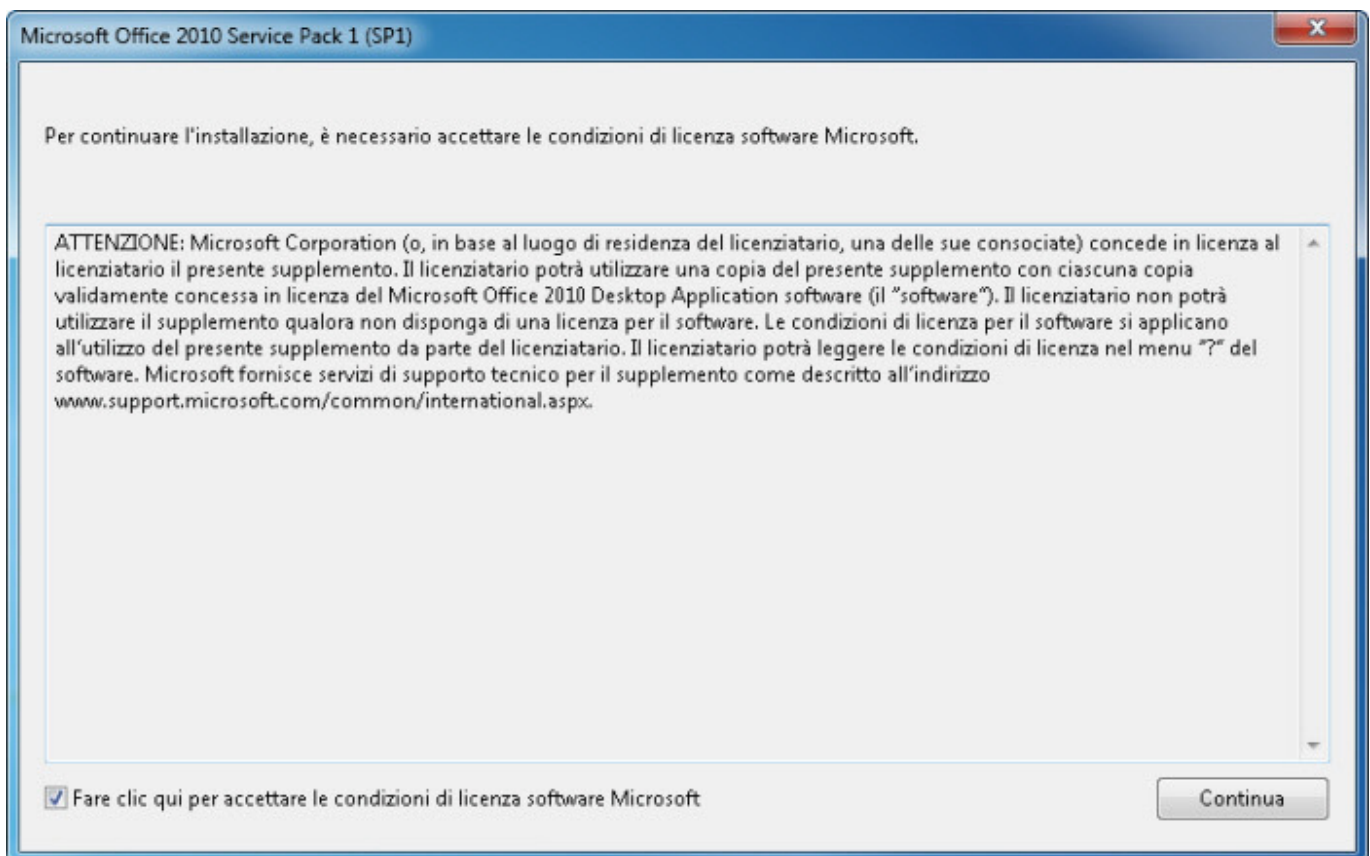 Microsoft Office 2010 Service Pack 1 (SP1)
Per continuare l'installazione, è necessario accettare le condizioni di licenza software Microsoft.
ATTENZIONE: Microsoft Corporation (o, in base al luogo di residenza del licenziatario, una delle sue consociate) concede in licenza al
licenziatario il presente supplemento. Il licenziatario potrà utilizzare una copia del presente supplemento con ciascuna copia
validamente concessa in licenza del Microsoft Office 2010 Desktop Application software (il "software"). Il licenziatario non potrà
utilizzare il supplemento qualora non disponga di una licenza per il software. Le condizioni di licenza per il software si applicano
all'utilizzo del presente supplemento da parte del licenziatario. Il licenziatario potrà leggere le condizioni di licenza nel menu "?" del
software. Microsoft fornisce servizi di supporto tecnico per il supplemento come descritto all'indirizzo
www.support.microsoft.com/common/international.aspx.
Fare clic qui per accettare le condizioni di licenza software Microsoft
Continua